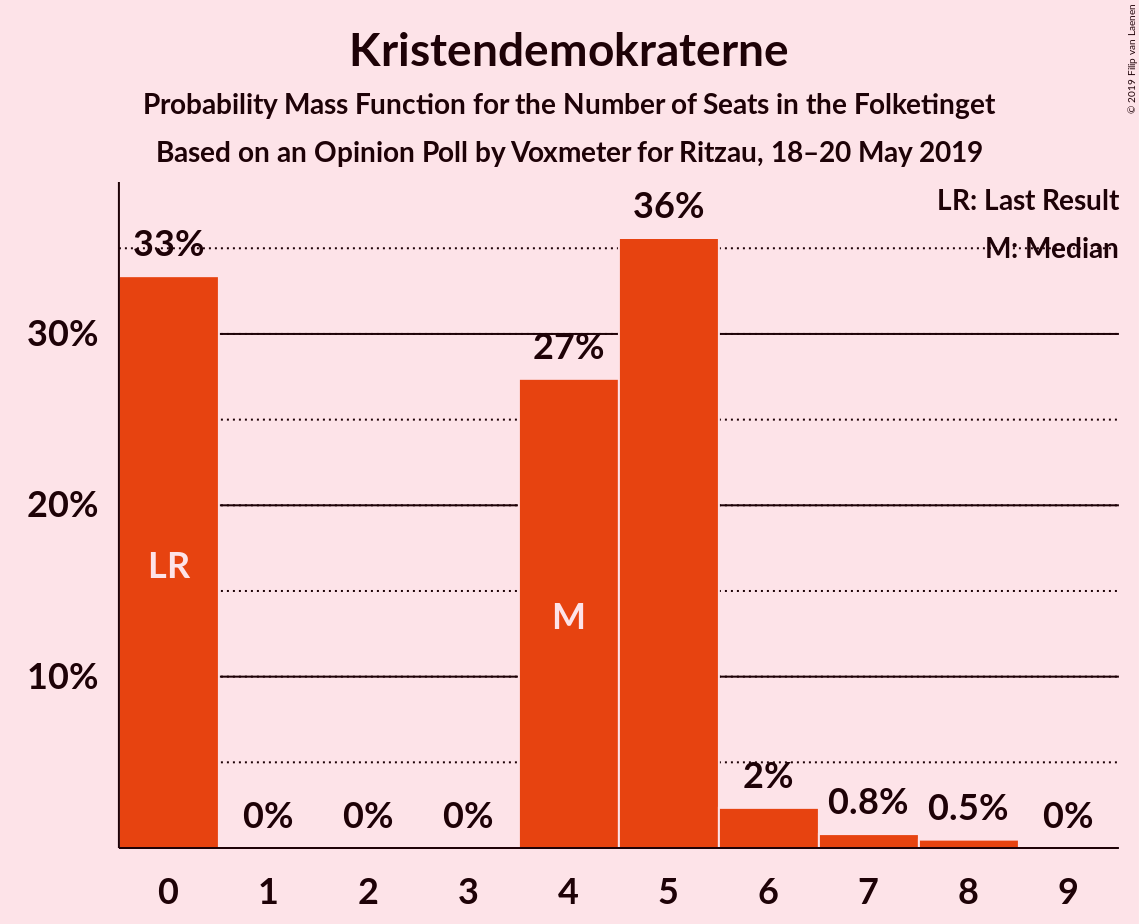 Kristendemokraterne
Probability Mass Function for the Number of Seats in the Folketinget
Based on an Opinion Poll by Voxmeter for Ritzau, 18–20 May 2019
© 2019 Filip van Laenen
LR: Last Result
M: Median
30%
20%
10%
33%
0%
0%
0%
27%
36%
2%
0.8%
0.5%
0%
LR
M
0 1 2 3 4 5 6 7 8 9